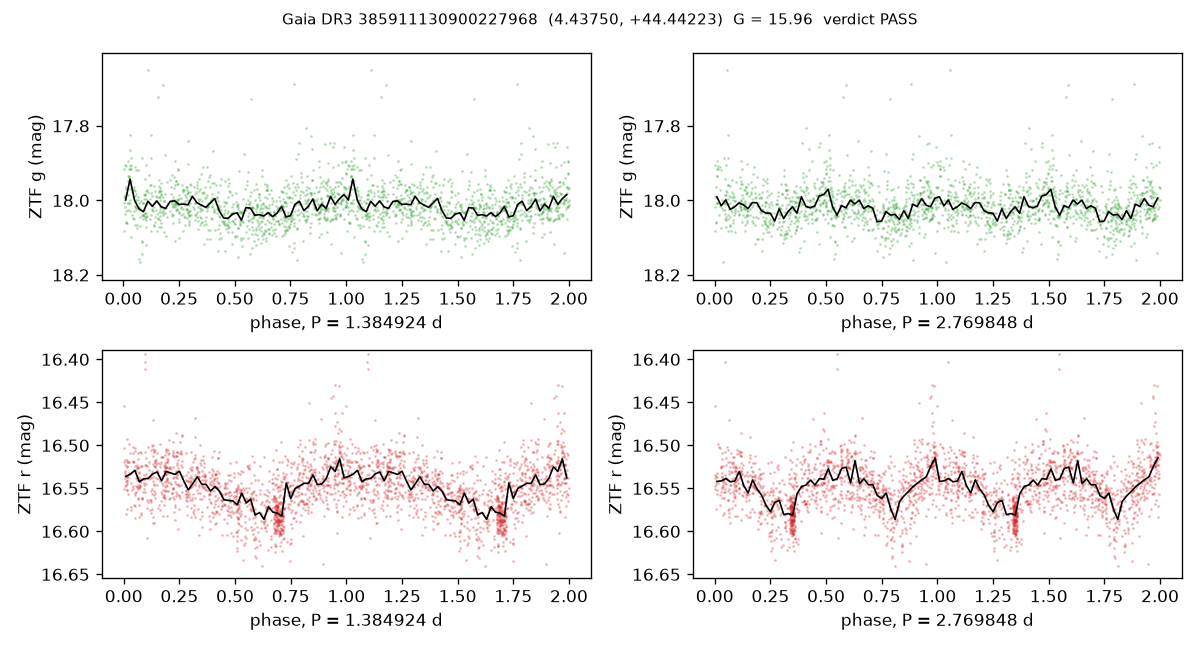 Gaia DR3 385911130900227968  (4.43750, +44.44223)  G = 15.96  verdict PASS
ZTF g (mag)
17.8
18.0
18.2
0.00 0.25 0.50 0.75 1.00 1.25 1.50 1.75 2.00
phase, P = 1.384924 d
ZTF g (mag)
17.8
18.0
18.2
0.00 0.25 0.50 0.75 1.00 1.25 1.50 1.75 2.00
phase, P = 2.769848 d
ZTF r (mag)
16.40
16.45
16.50
16.55
16.60
16.65
0.00 0.25 0.50 0.75 1.00 1.25 1.50 1.75 2.00
phase, P = 1.384924 d
ZTF r (mag)
16.40
16.45
16.50
16.55
16.60
16.65
0.00 0.25 0.50 0.75 1.00 1.25 1.50 1.75 2.00
phase, P = 2.769848 d